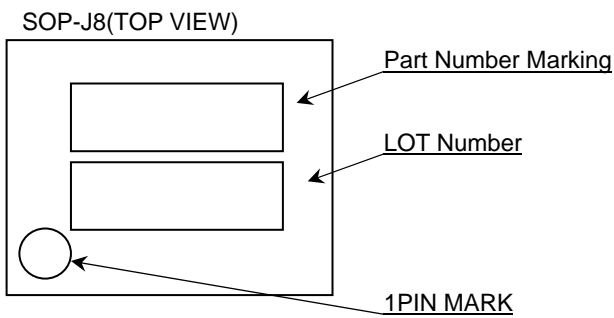 SOP-J8(TOP VIEW)
Part Number Marking
LOT Number
1PIN MARK